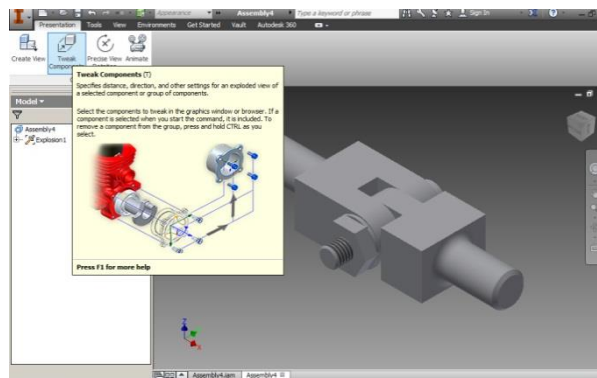 Appearance
Assembly4
Type a keyword or phrase
Sign In
Presentation Tools View Environments Get Started Vault Autodesk 360
Create View
Tweak Components
Precise View
Animate
Tweak Components (T)
Specifies distance, direction, and other settings for an exploded view of
a selected component or group of components.
Select the components to tweak in the graphics window or browser. If a
component is selected when you start the command, it is included. To
remove a component from the group, press and hold CTRL as you
select.
Press F1 for more help
Model
Assembly4
Explosion1
Assembly4.iam
Assembly4